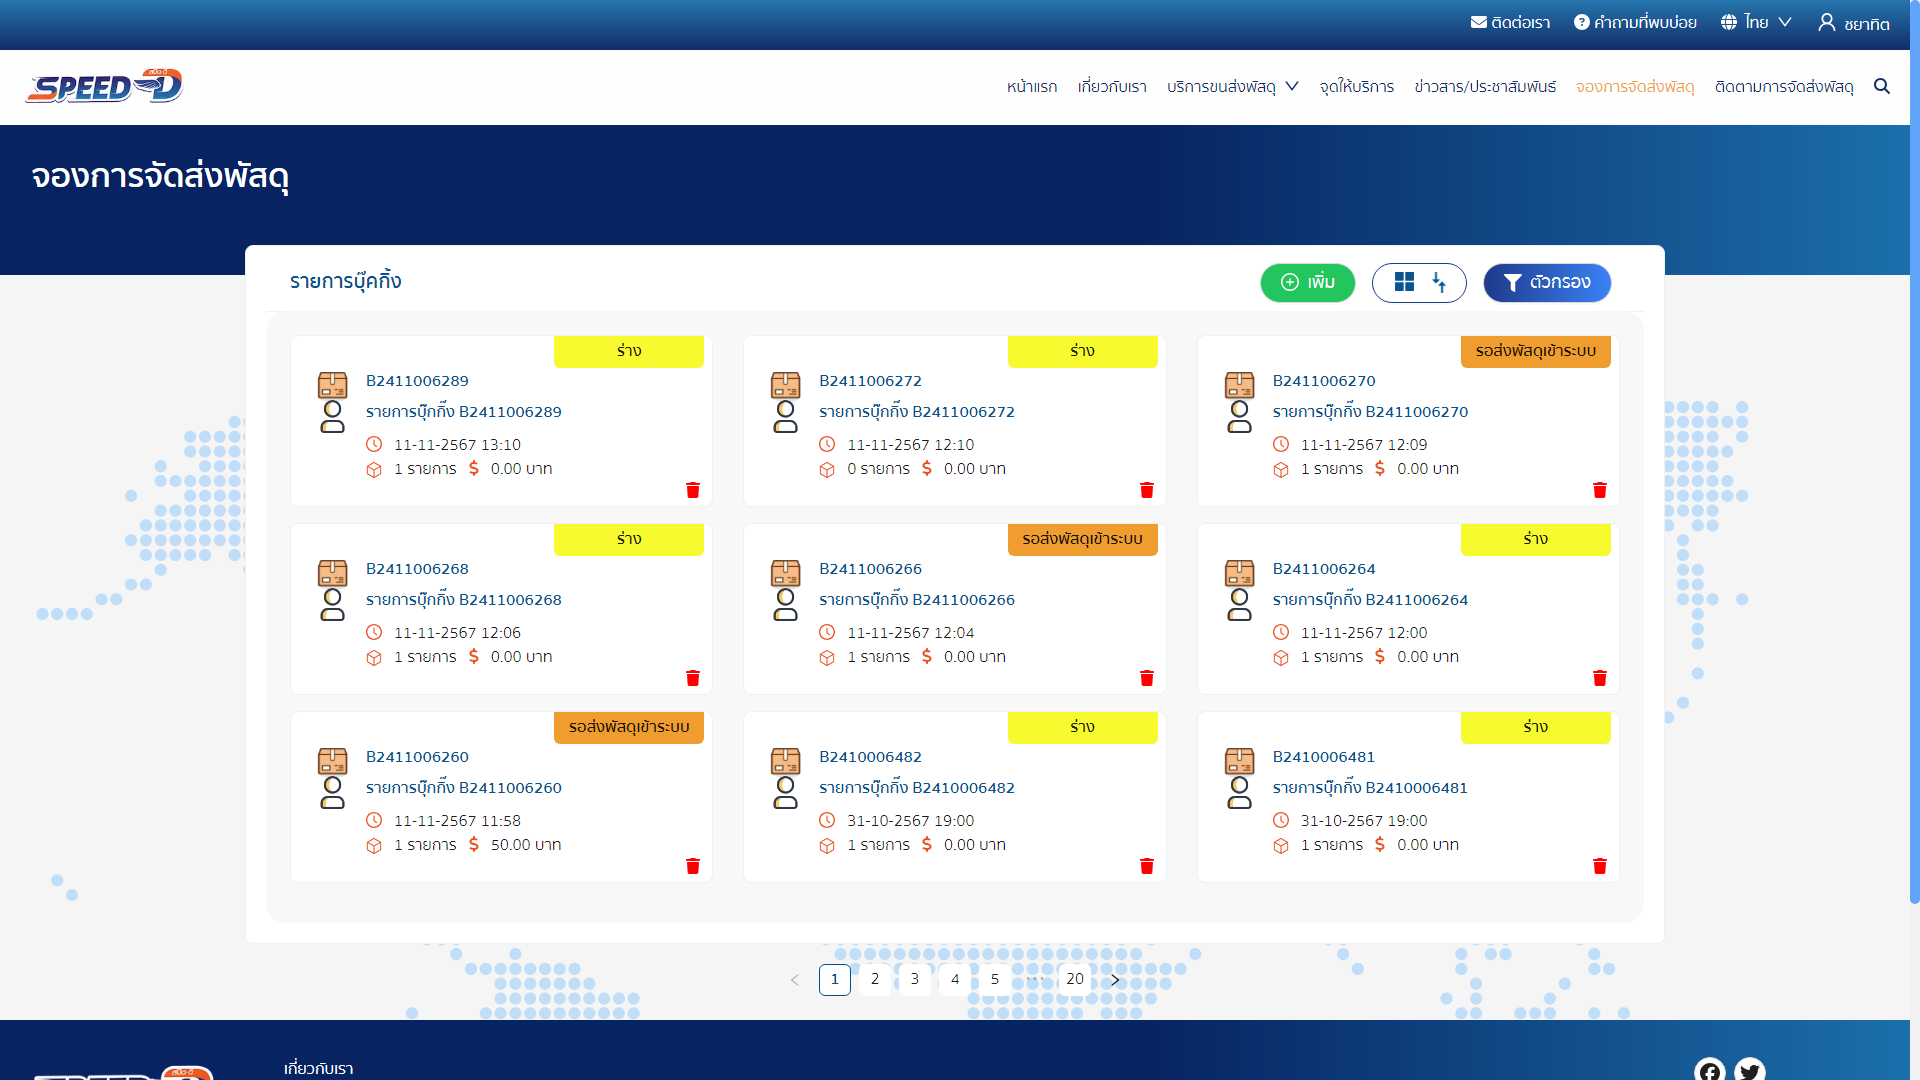 ติดต่อเรา คำถามที่พบบ่อย ไทย ชยาทิต
สปีด-ดี
SPEED-D
หน้าแรก เกี่ยวกับเรา บริการขนส่งพัสดุ จุดให้บริการ ข่าวสาร/ประชาสัมพันธ์ จองการจัดส่งพัสดุ ติดตามการจัดส่งพัสดุ
จองการจัดส่งพัสดุ
รายการบุ๊คกิ้ง
เพิ่ม ตัวกรอง
ร่าง
B2411006289
รายการบุ๊กกิ๊ง B2411006289
11-11-2567 13:10
1 รายการ $ 0.00 บาท
ร่าง
B2411006272
รายการบุ๊กกิ๊ง B2411006272
11-11-2567 12:10
0 รายการ $ 0.00 บาท
รอส่งพัสดุเข้าระบบ
B2411006270
รายการบุ๊กกิ๊ง B2411006270
11-11-2567 12:09
1 รายการ $ 0.00 บาท
ร่าง
B2411006268
รายการบุ๊กกิ๊ง B2411006268
11-11-2567 12:06
1 รายการ $ 0.00 บาท
รอส่งพัสดุเข้าระบบ
B2411006266
รายการบุ๊กกิ๊ง B2411006266
11-11-2567 12:04
1 รายการ $ 0.00 บาท
ร่าง
B2411006264
รายการบุ๊กกิ๊ง B2411006264
11-11-2567 12:00
1 รายการ $ 0.00 บาท
รอส่งพัสดุเข้าระบบ
B2411006260
รายการบุ๊กกิ๊ง B2411006260
11-11-2567 11:58
1 รายการ $ 50.00 บาท
ร่าง
B2410006482
รายการบุ๊กกิ๊ง B2410006482
31-10-2567 19:00
1 รายการ $ 0.00 บาท
ร่าง
B2410006481
รายการบุ๊กกิ๊ง B2410006481
31-10-2567 19:00
1 รายการ $ 0.00 บาท
< 1 2 3 4 5 ••• 20 >
เกี่ยวกับเรา
สปีด-ดี
SPEED-D